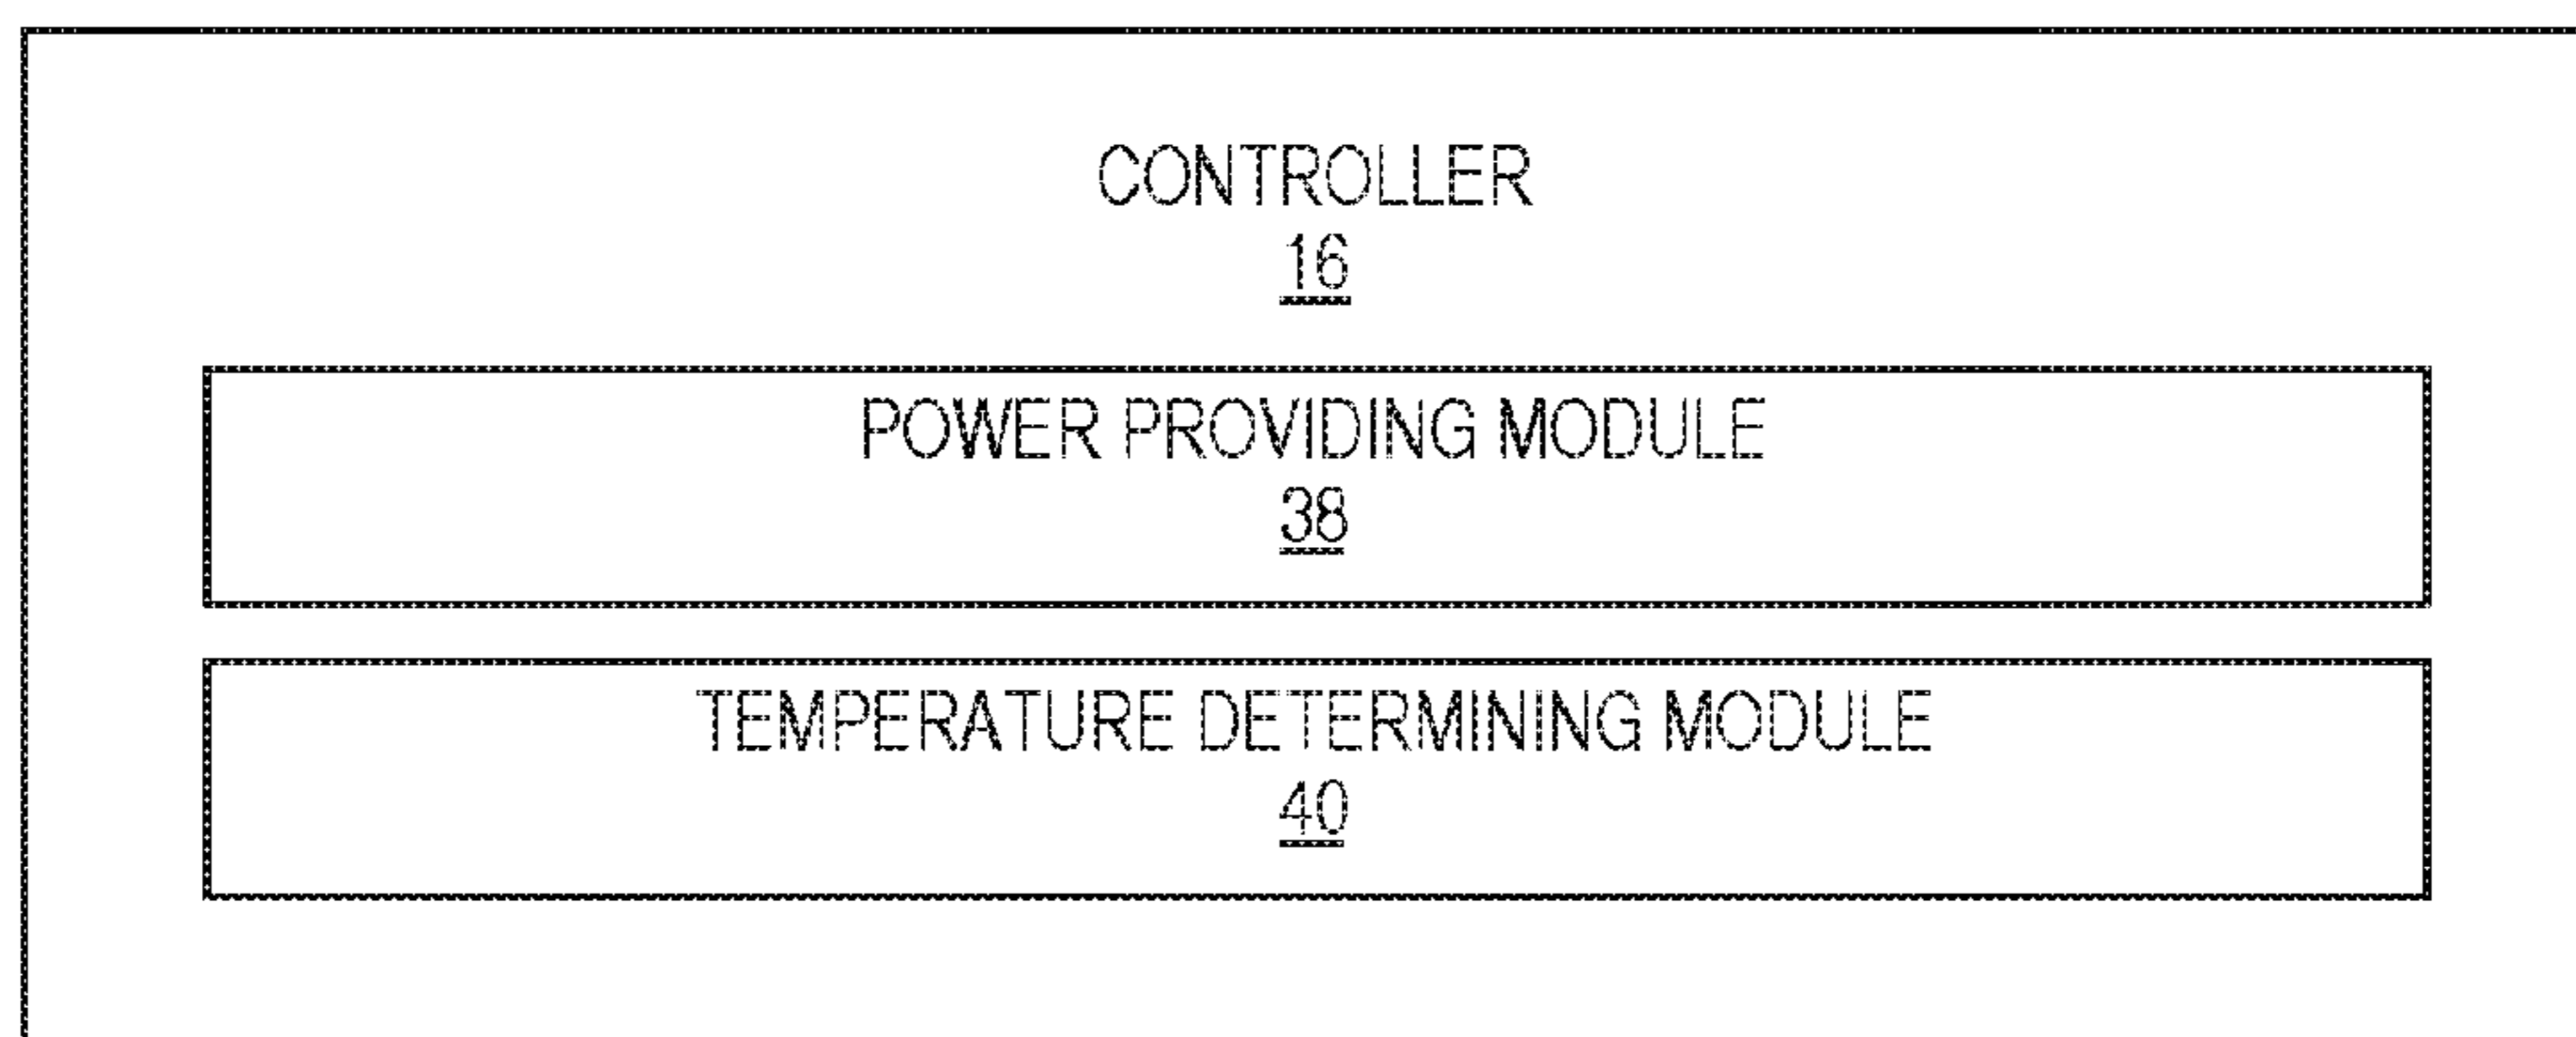 CONTROLLER
16
POWER PROVIDING MODULE
38
TEMPERATURE DETERMINING MODULE
40